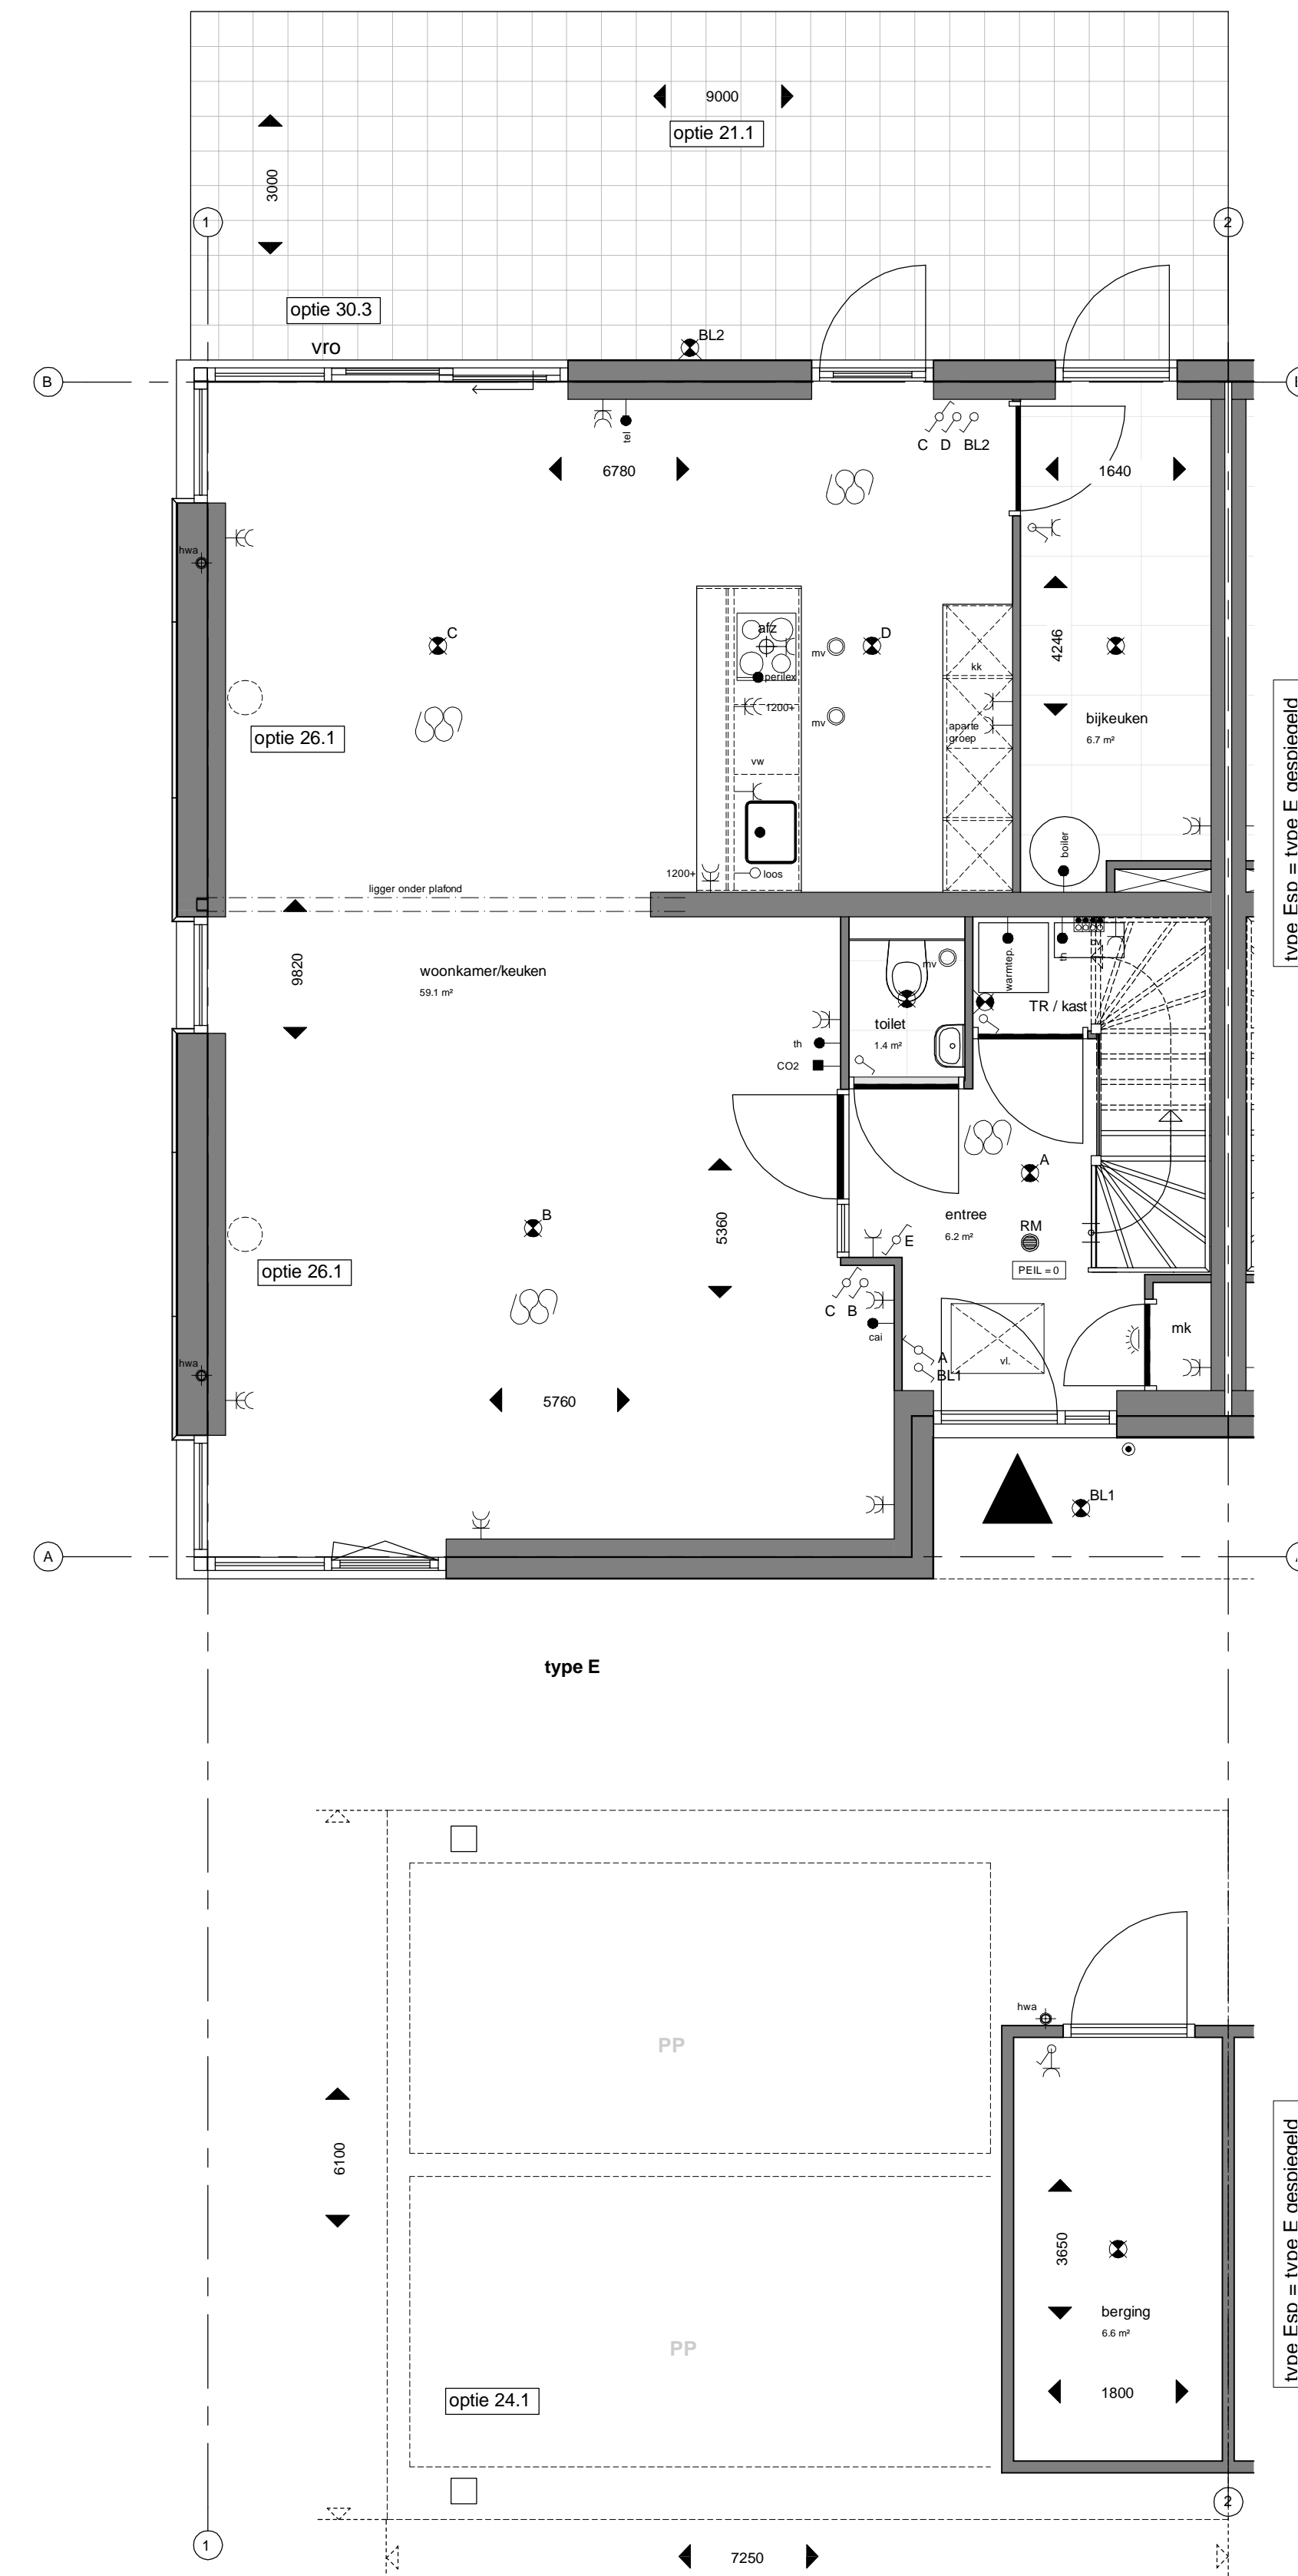 9000
optie 21.1
3000
1
2
optie 30.3
vro
BL2
B
tel
C D BL2
6780
1640
hwa
C
afz
mv
D
kk
4246
perilex
1200+
mv
aparte
groep
bijkeuken
6.7 m²
optie 26.1
vw
boiler
1200+
loos
ligger onder plafond
9820
woonkamer/keuken
59.1 m²
mv
warmtep.
th
TR / kast
toilet
1.4 m²
th
CO2
A
B
5360
entree
6.2 m²
RM
E
PEIL = 0
optie 26.1
C B
cai
mk
hwa
A
BL1
vl.
5760
BL1
A
type E
type Esp = type E gespiegeld
hwa
PP
6100
3650
berging
6.6 m²
PP
1800
optie 24.1
type Esp = type E gespiegeld
2
1
7250